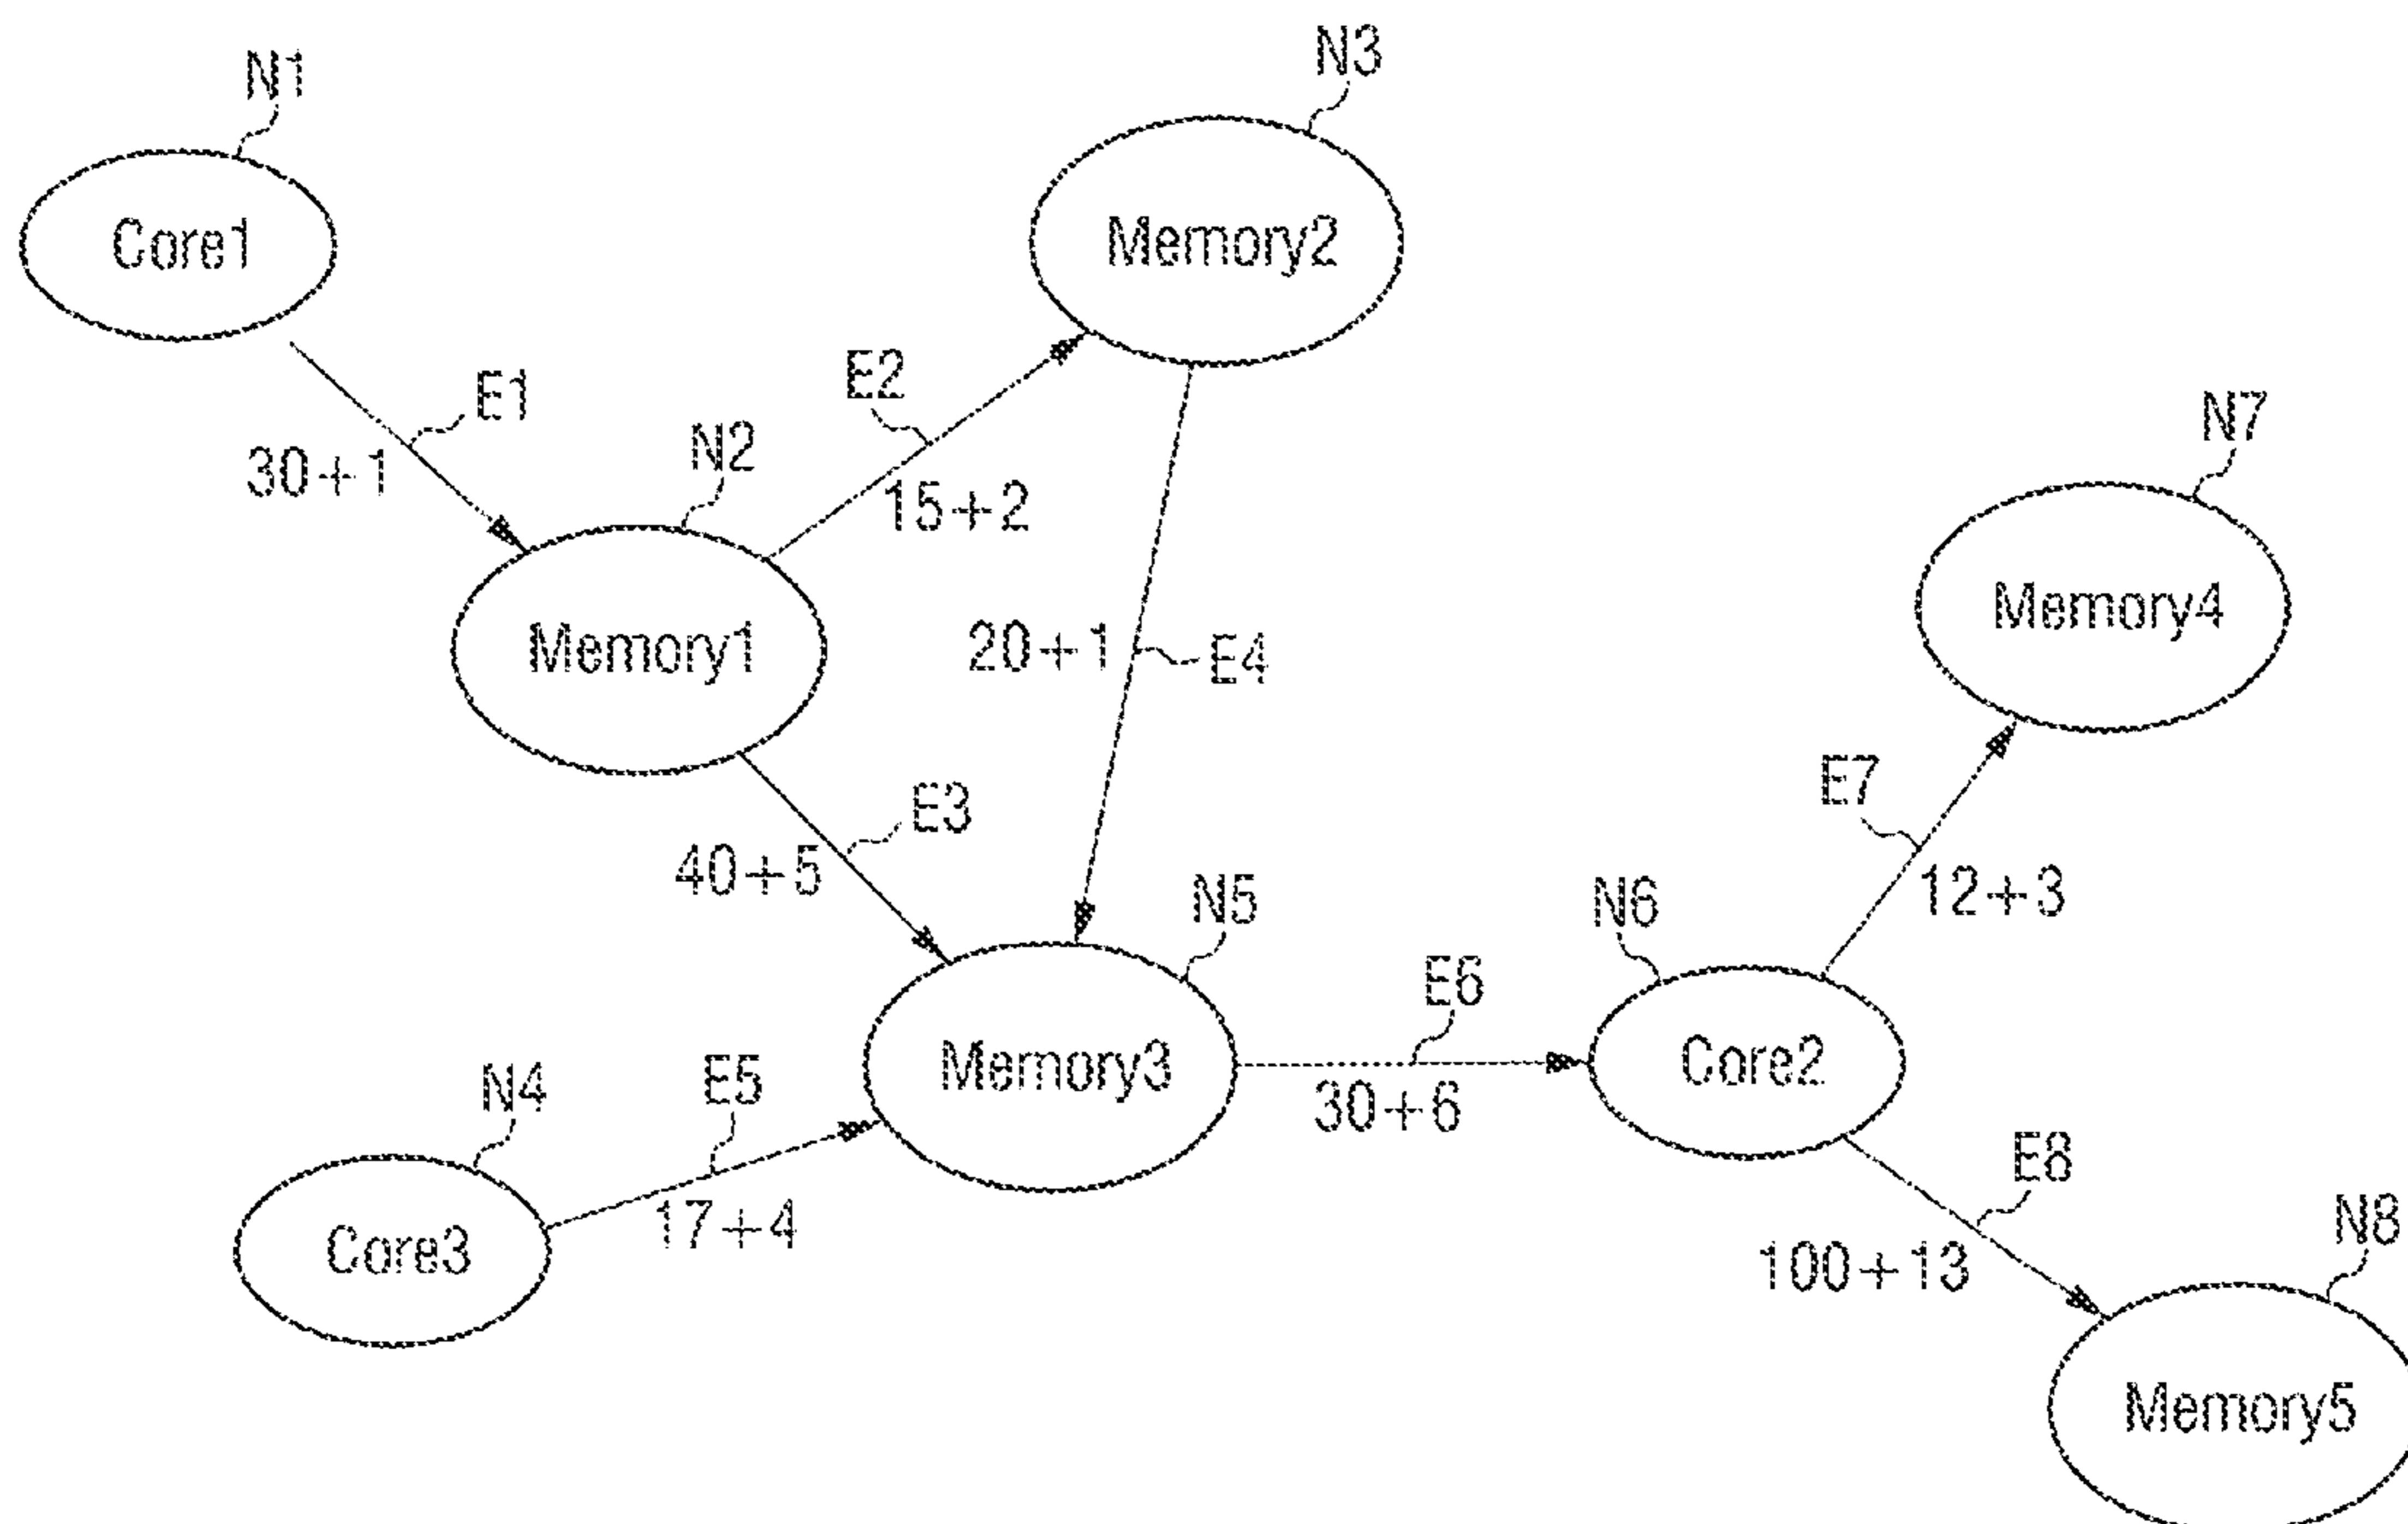 N3
N1
Core1
Memory2
E2
E1
N7
N2
30+1
15+2
Memory4
Memory1
20+1
E4
E7
E3
40+5
12+3
N5
N6
E6
Core2
Memory3
E5
N4
30+6
E8
17+4
N8
Core3
100+13
Memory5